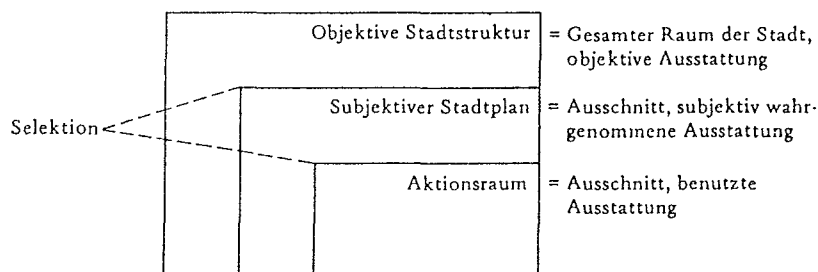 Objektive Stadtstruktur = Gesamter Raum der Stadt,
objektive Ausstattung
Subjektiver Stadtplan = Ausschnitt, subjektiv wahr-
genommene Ausstattung
Selektion
Aktionsraum = Ausschnitt, benutzte
Ausstattung